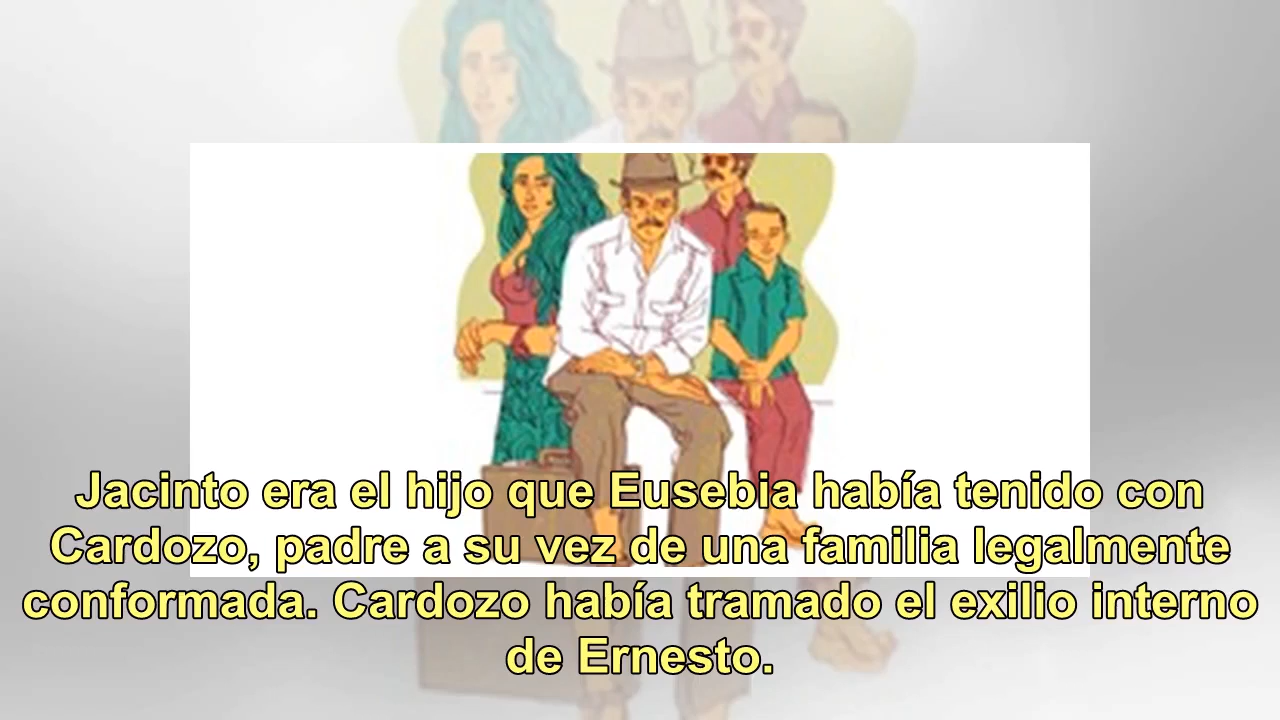 Jacinto era el hijo que Eusebia había tenido con
Cardozo, padre a su vez de una familia legalmente
conformada. Cardozo había tramado el exilio interno
de Ernesto.